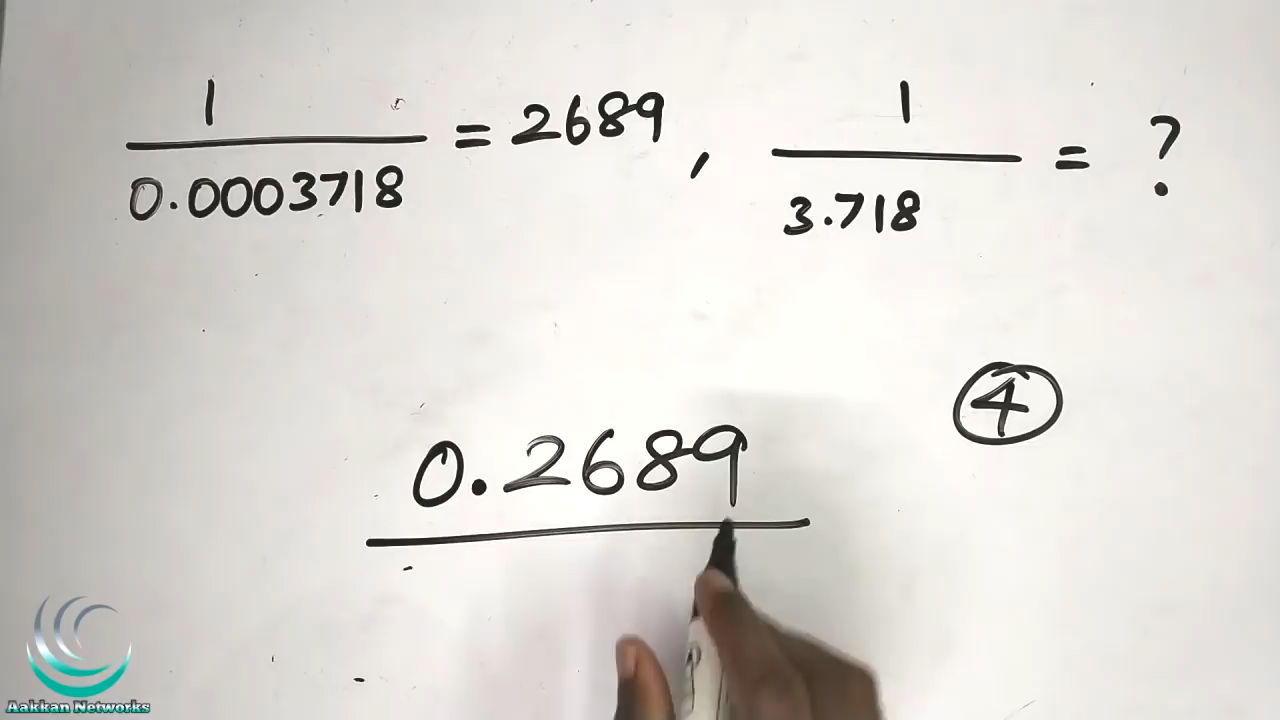 1 / 0.0003718 = 2689 , 1 / 3.718 = ?
4
0.2689
Aakkan Networks